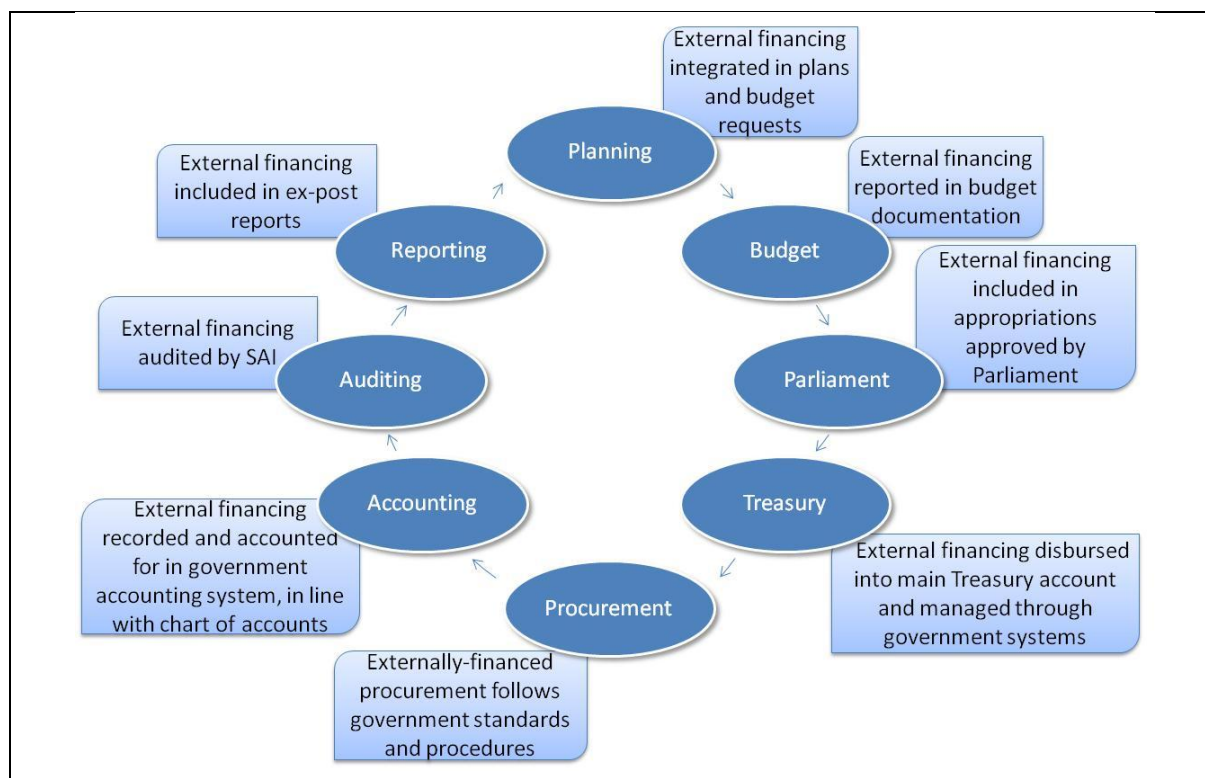 Planning
External financing
integrated in plans
and budget
requests
Budget
External financing
reported in budget
documentation
Parliament
External financing
included in
appropriations
approved by
Parliament
Treasury
External financing disbursed
into main Treasury account
and managed through
government systems
Procurement
Externally-financed
procurement follows
government standards
and procedures
Accounting
External financing
recorded and accounted
for in government
accounting system, in line
with chart of accounts
Auditing
External financing
audited by SAI
Reporting
External financing
included in ex-post
reports